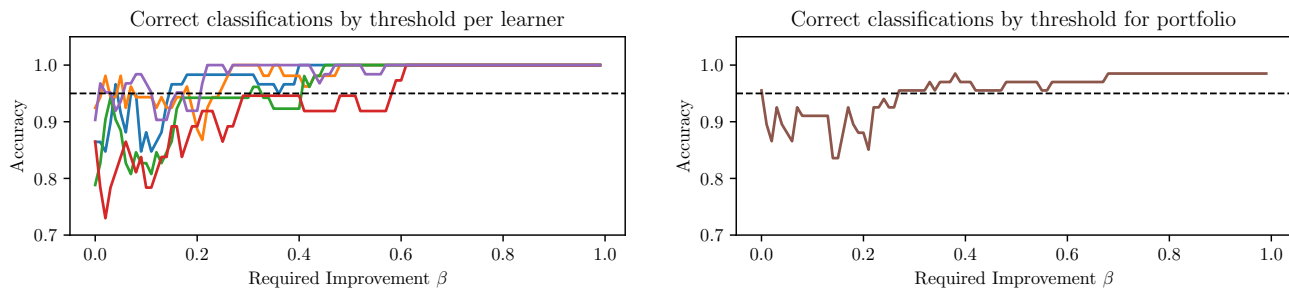 Correct classifications by threshold per learner
1.0
0.9
0.8
0.7
Accuracy
0.0 0.2 0.4 0.6 0.8 1.0
Required Improvement β
Correct classifications by threshold for portfolio
1.0
0.9
0.8
0.7
Accuracy
0.0 0.2 0.4 0.6 0.8 1.0
Required Improvement β